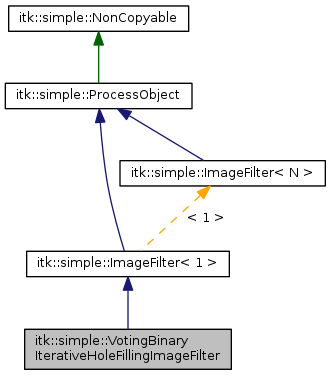 itk::simple::NonCopyable
itk::simple::ProcessObject
itk::simple::ImageFilter< N >
< 1 >
itk::simple::ImageFilter< 1 >
itk::simple::VotingBinary
IterativeHoleFillingImageFilter